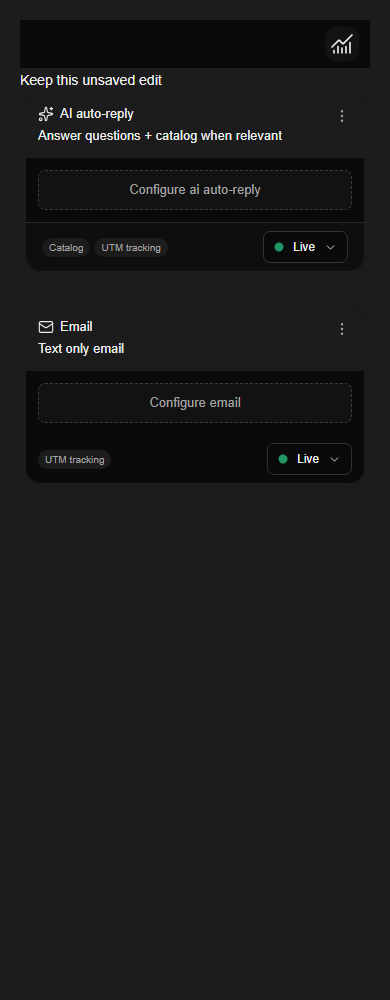 Keep this unsaved edit
AI auto-reply
Answer questions + catalog when relevant
Configure ai auto-reply
Catalog
UTM tracking
Live
Email
Text only email
Configure email
UTM tracking
Live